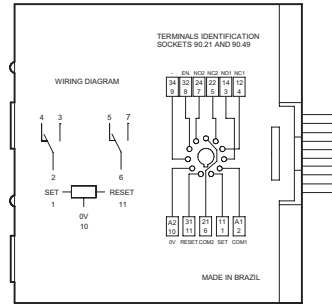 TERMINALS IDENTIFICATION
SOCKETS 90.21 AND 90.49
- EN. NO2 NC2 NO1 NC1
34 32 24 22 14 12
9 8 7 5 3 4
WIRING DIAGRAM
4 3 5 7
2 6
SET RESET
1 11
0V
10
A2 31 21 11 A1
10 11 6 1 2
0V RESET COM2 SET COM1
MADE IN BRAZIL